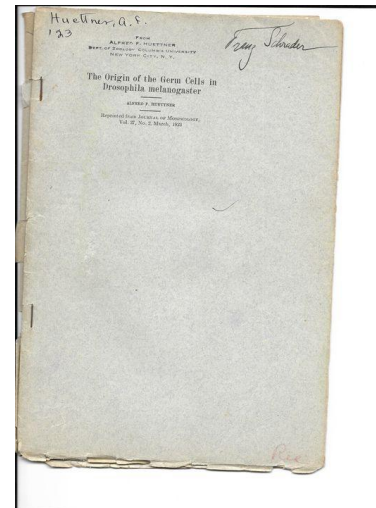 Huettner, A. F.
'23
Franz Schrader
FROM
ALFRED F. HUETTNER
DEPT. OF ZOOLOGY COLUMBIA UNIVERSITY
NEW YORK CITY, N. Y.
The Origin of the Germ Cells in
Drosophila melanogaster
ALFRED F. HUETTNER
Reprinted from JOURNAL OF MORPHOLOGY,
Vol. 37, No. 2, March, 1923